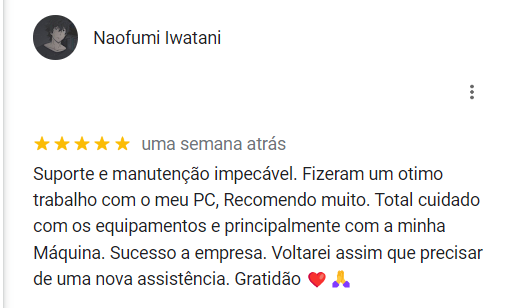 Naofumi Iwatani
uma semana atrás
Suporte e manutenção impecável. Fizeram um otimo
trabalho com o meu PC, Recomendo muito. Total cuidado
com os equipamentos e principalmente com a minha
Máquina. Sucesso a empresa. Voltarei assim que precisar
de uma nova assistência. Gratidão ❤️🙏